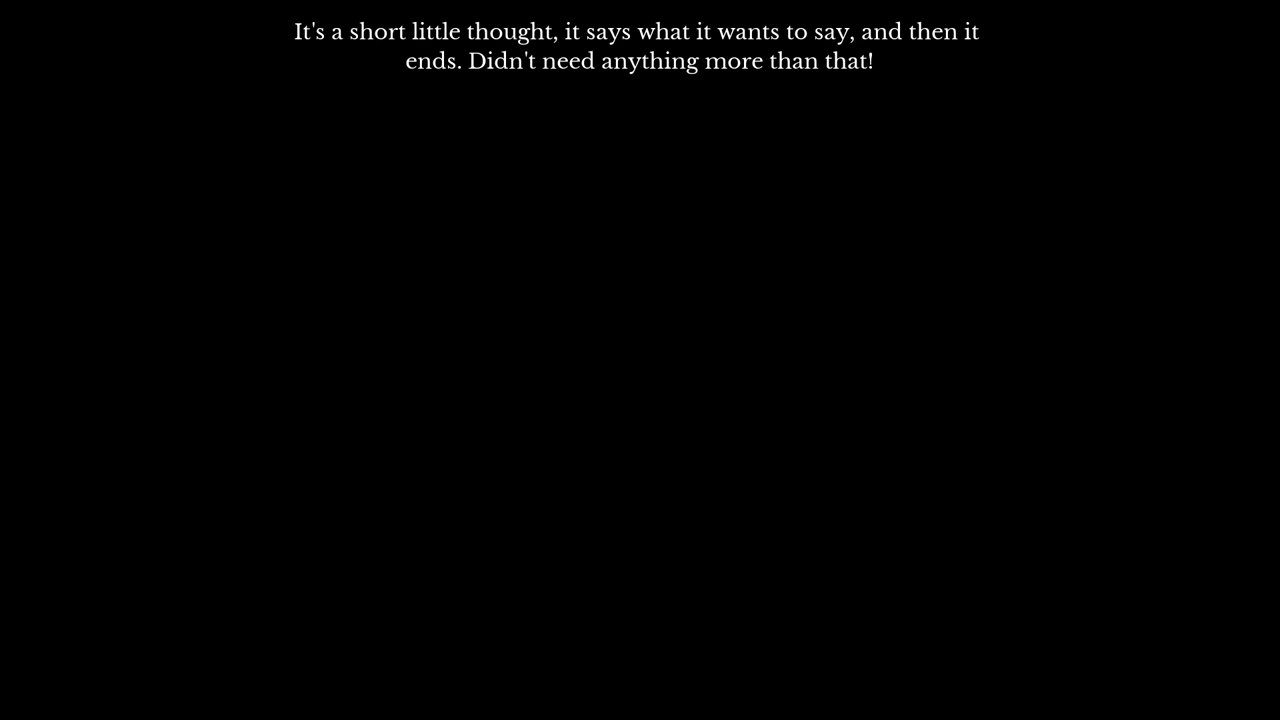 It's a short little thought, it says what it wants to say, and then it
ends. Didn't need anything more than that!